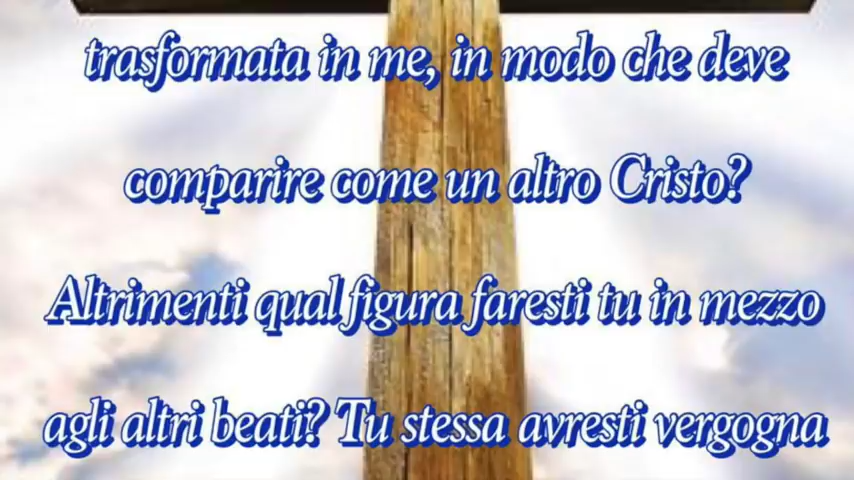 trasformata in me, in modo che deve
comparire come un altro Cristo?
Altrimenti qual figura faresti tu in mezzo
agli altri beati? Tu stessa avresti vergogna